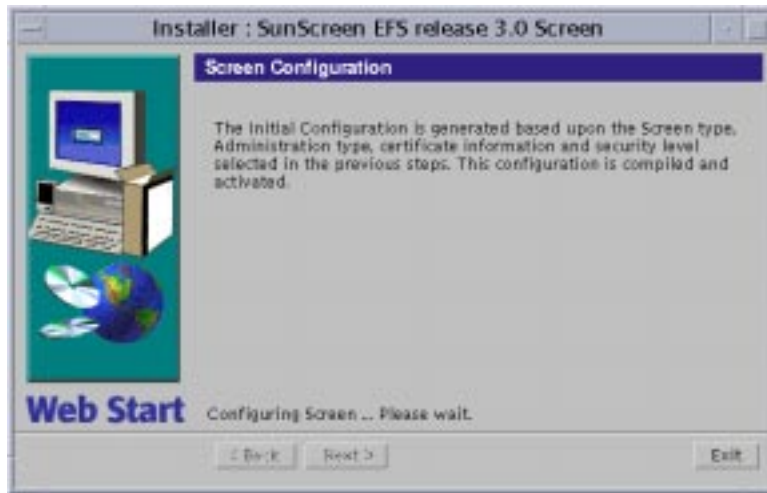 Installer : SunScreen EFS release 3.0 Screen
Screen Configuration
The Initial Configuration is generated based upon the Screen type,
Administration type, certificate information and security level
selected in the previous steps. This configuration is compiled and
activated.
Web Start
Configuring Screen ... Please wait.
< Back
Next >
Exit